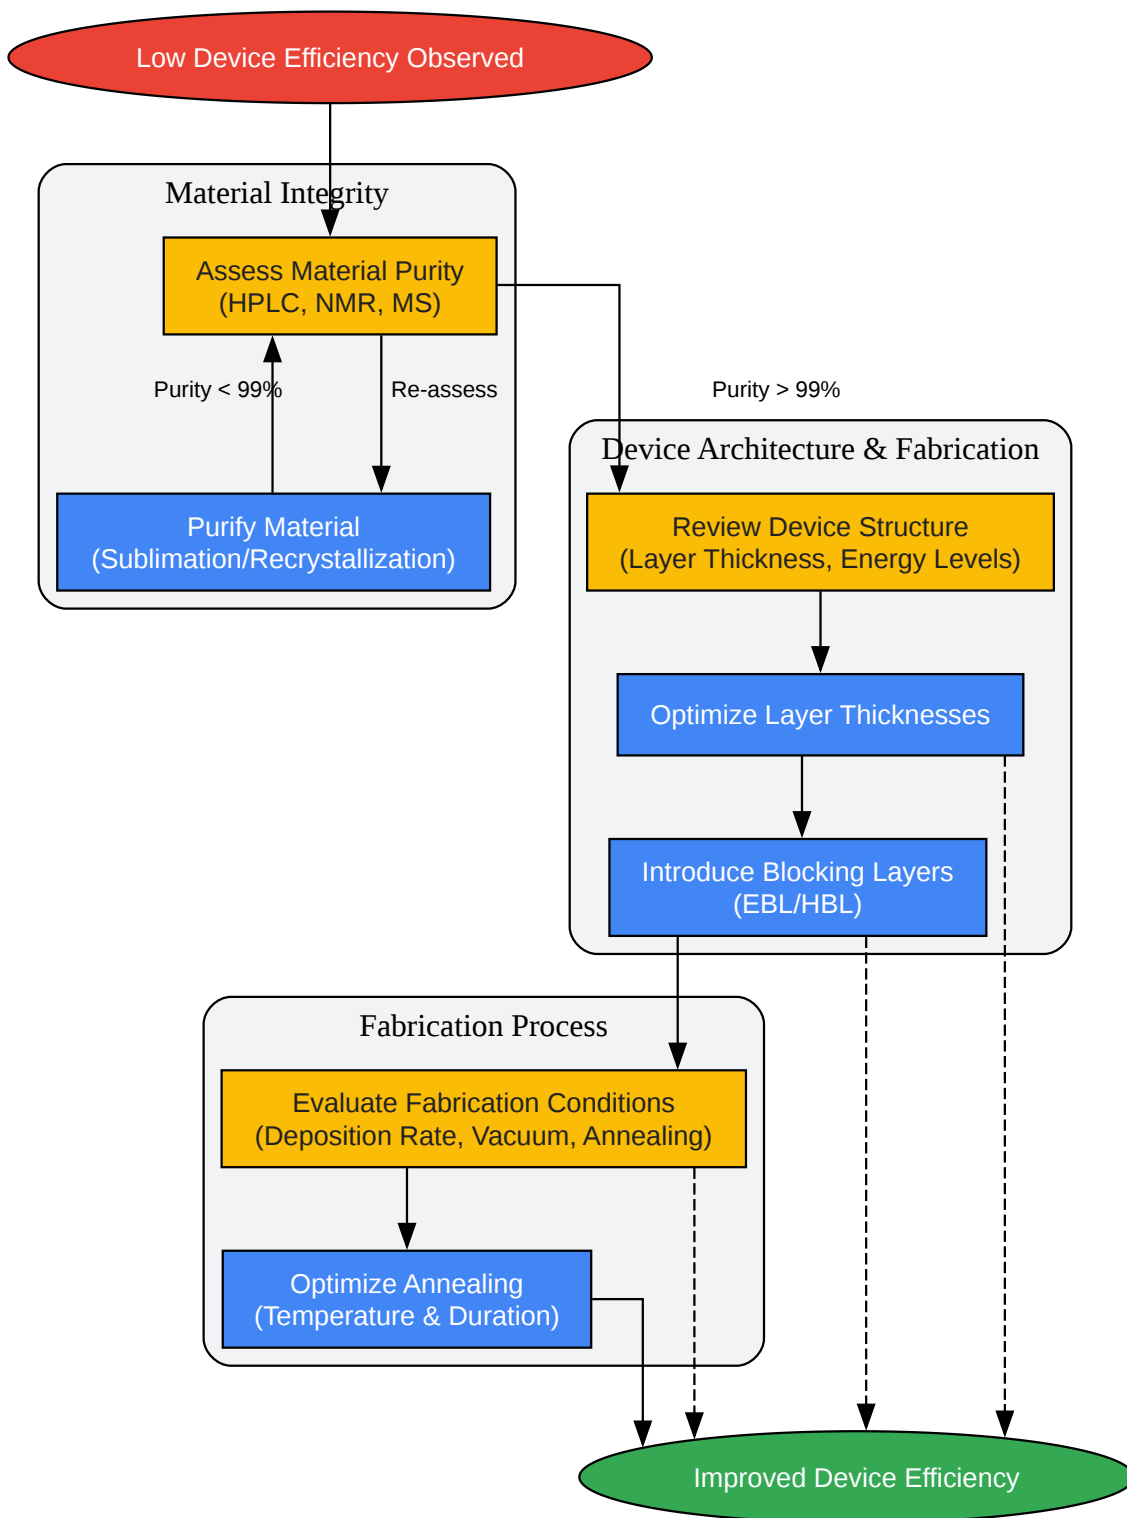 Low Device Efficiency Observed
Material Integrity
Assess Material Purity
(HPLC, NMR, MS)
Purity < 99%
Re-assess
Purity > 99%
Purify Material
(Sublimation/Recrystallization)
Device Architecture & Fabrication
Review Device Structure
(Layer Thickness, Energy Levels)
Optimize Layer Thicknesses
Introduce Blocking Layers
(EBL/HBL)
Fabrication Process
Evaluate Fabrication Conditions
(Deposition Rate, Vacuum, Annealing)
Optimize Annealing
(Temperature & Duration)
Improved Device Efficiency